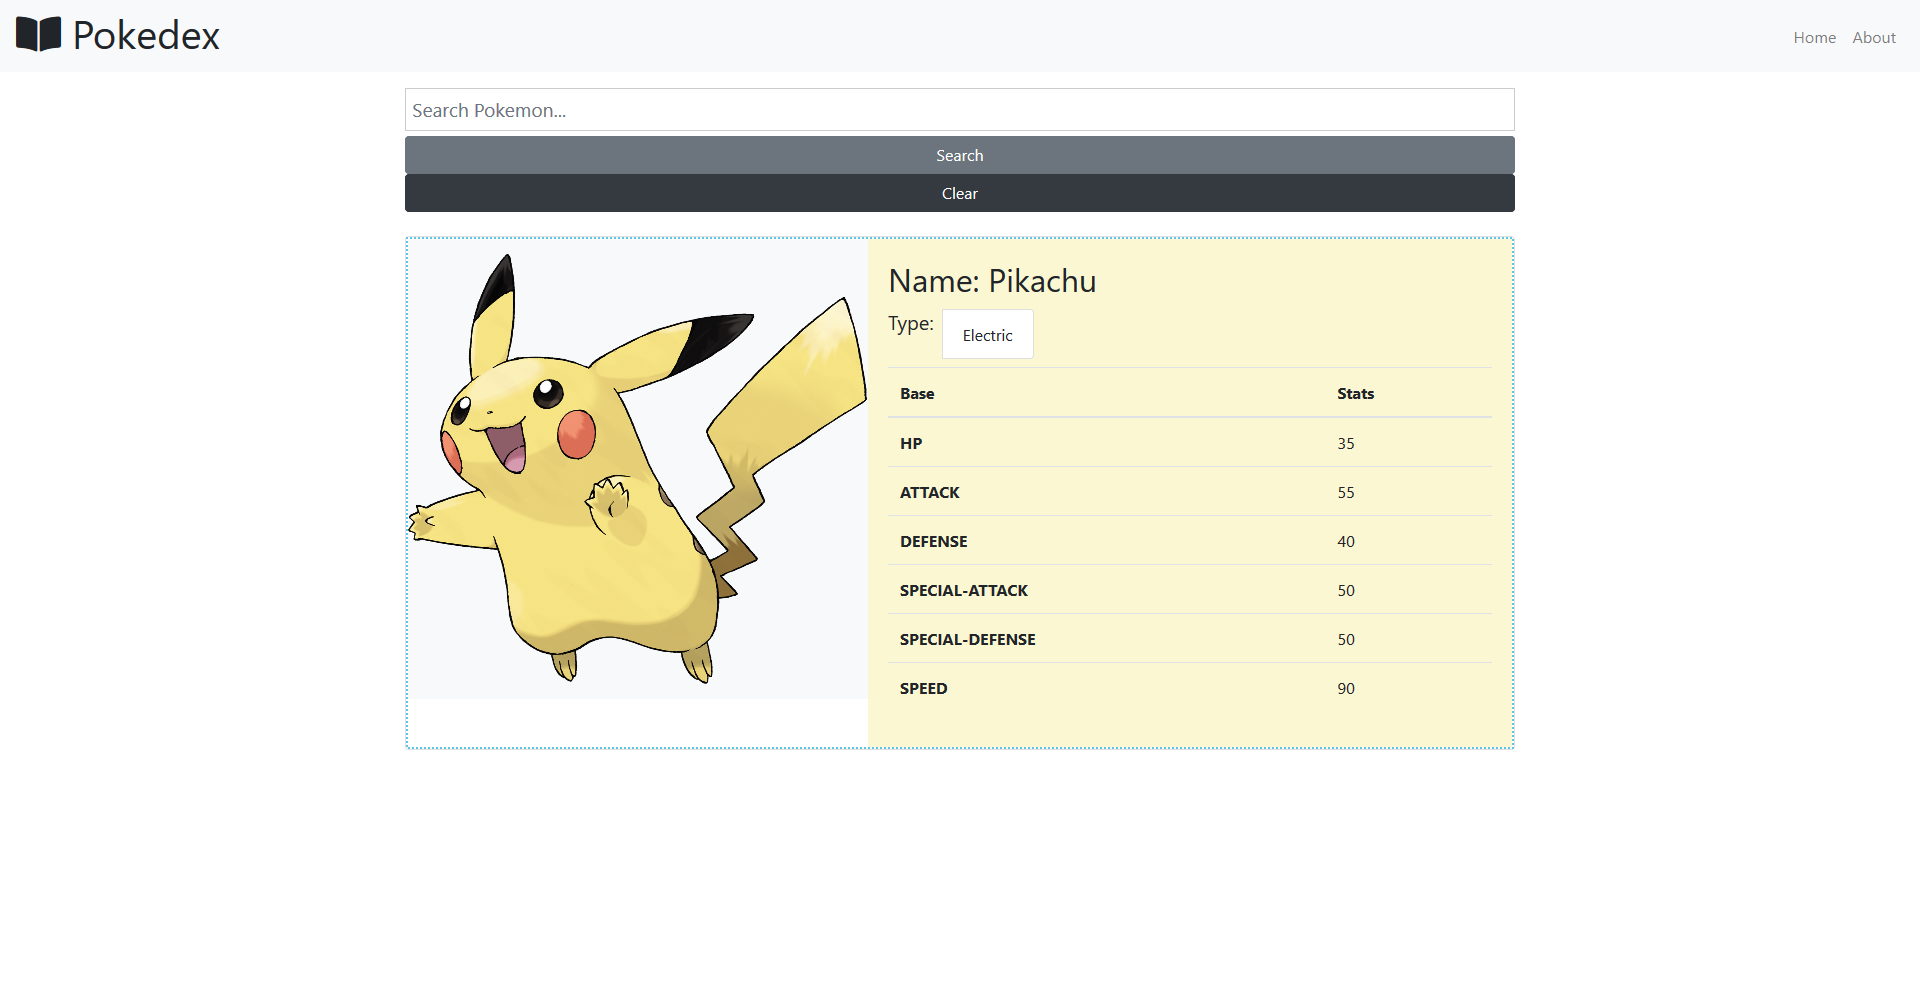 Pokedex
Home About
Search Pokemon...
Search
Clear
Name: Pikachu
Type: Electric
Base Stats
HP 35
ATTACK 55
DEFENSE 40
SPECIAL-ATTACK 50
SPECIAL-DEFENSE 50
SPEED 90